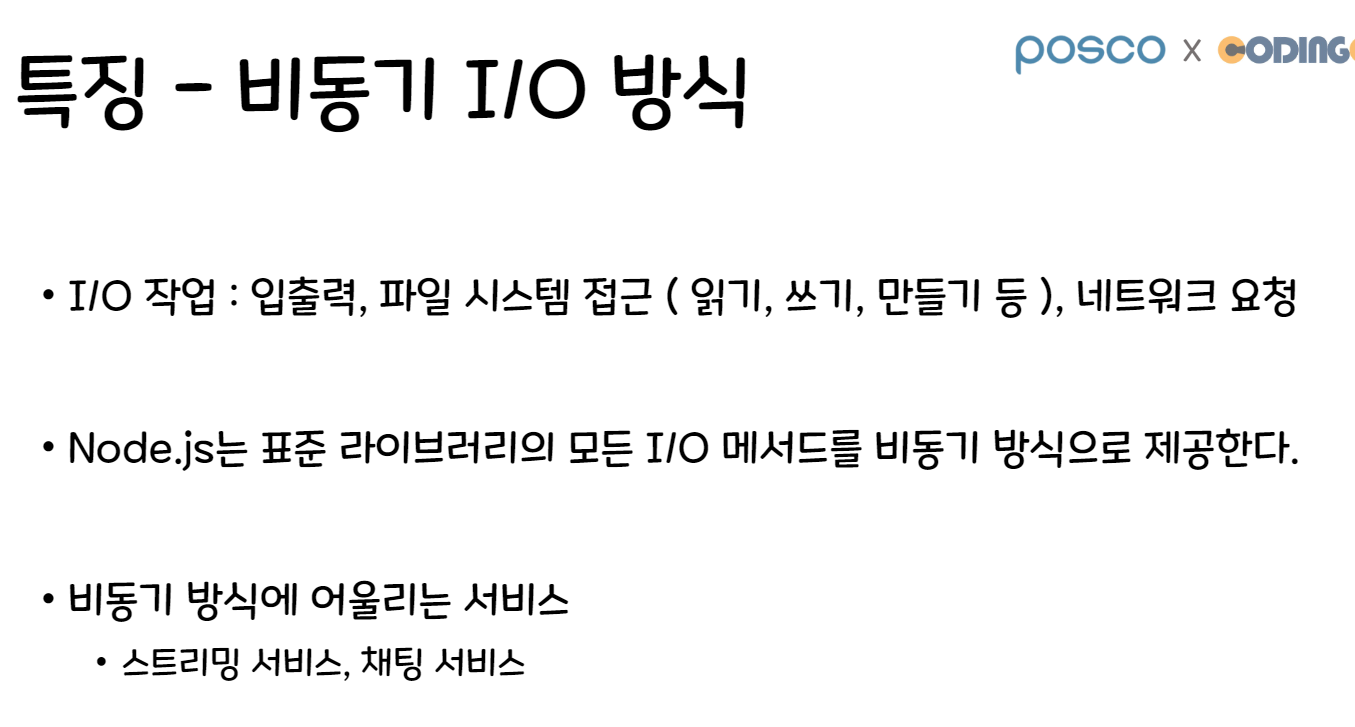 posco x CODING
특징 - 비동기 I/O 방식
• I/O 작업 : 입출력, 파일 시스템 접근 ( 읽기, 쓰기, 만들기 등 ), 네트워크 요청
• Node.js는 표준 라이브러리의 모든 I/O 메서드를 비동기 방식으로 제공한다.
• 비동기 방식에 어울리는 서비스
• 스트리밍 서비스, 채팅 서비스